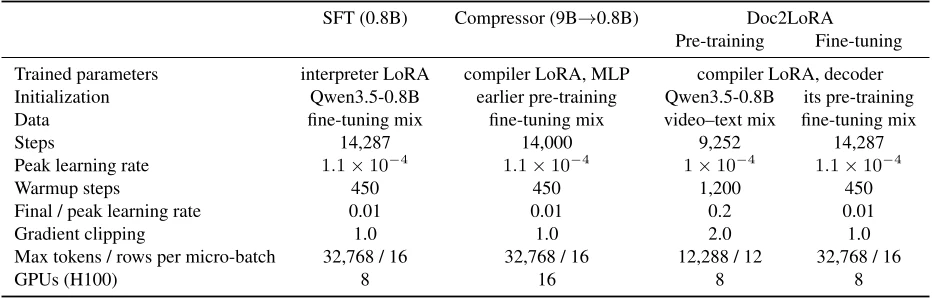 SFT (0.8B) Compressor (9B→0.8B) Doc2LoRA
Pre-training Fine-tuning
Trained parameters interpreter LoRA compiler LoRA, MLP compiler LoRA, decoder
Initialization Qwen3.5-0.8B earlier pre-training Qwen3.5-0.8B its pre-training
Data fine-tuning mix fine-tuning mix video–text mix fine-tuning mix
Steps 14,287 14,000 9,252 14,287
Peak learning rate 1.1 × 10⁻⁴ 1.1 × 10⁻⁴ 1 × 10⁻⁴ 1.1 × 10⁻⁴
Warmup steps 450 450 1,200 450
Final / peak learning rate 0.01 0.01 0.2 0.01
Gradient clipping 1.0 1.0 2.0 1.0
Max tokens / rows per micro-batch 32,768 / 16 32,768 / 16 12,288 / 12 32,768 / 16
GPUs (H100) 8 16 8 8